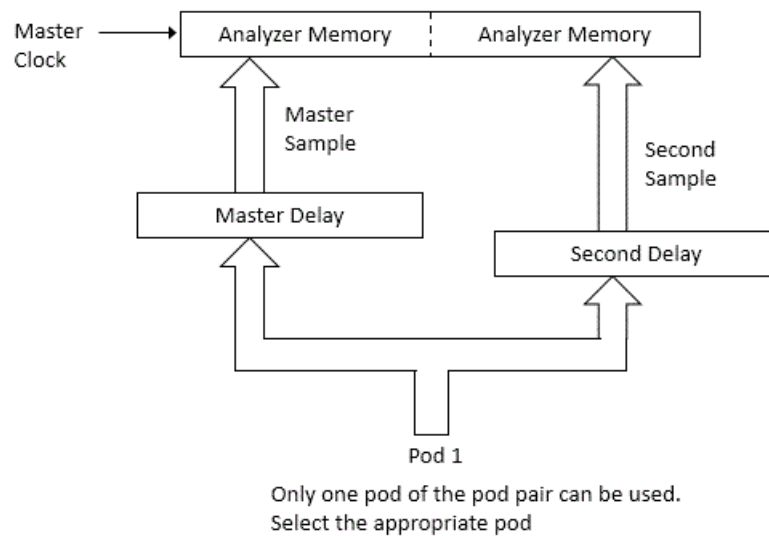 Master
Clock
Analyzer Memory
Analyzer Memory
Master
Sample
Second
Sample
Master Delay
Second Delay
Pod 1
Only one pod of the pod pair can be used.
Select the appropriate pod